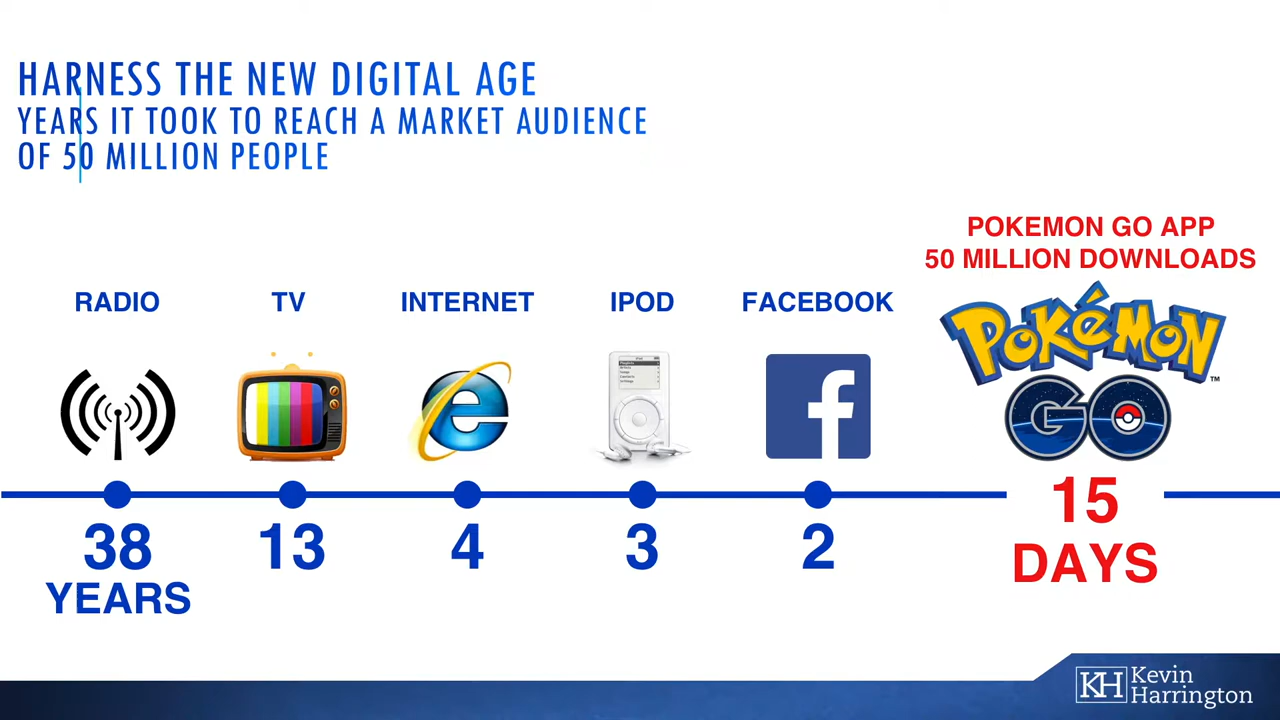 HARNESS THE NEW DIGITAL AGE
YEARS IT TOOK TO REACH A MARKET AUDIENCE
OF 50 MILLION PEOPLE
POKEMON GO APP
50 MILLION DOWNLOADS
RADIO
TV
INTERNET
IPOD
FACEBOOK
POKéMON
TM
GO
38
YEARS
13
4
3
2
15
DAYS
KH
Kevin
Harrington